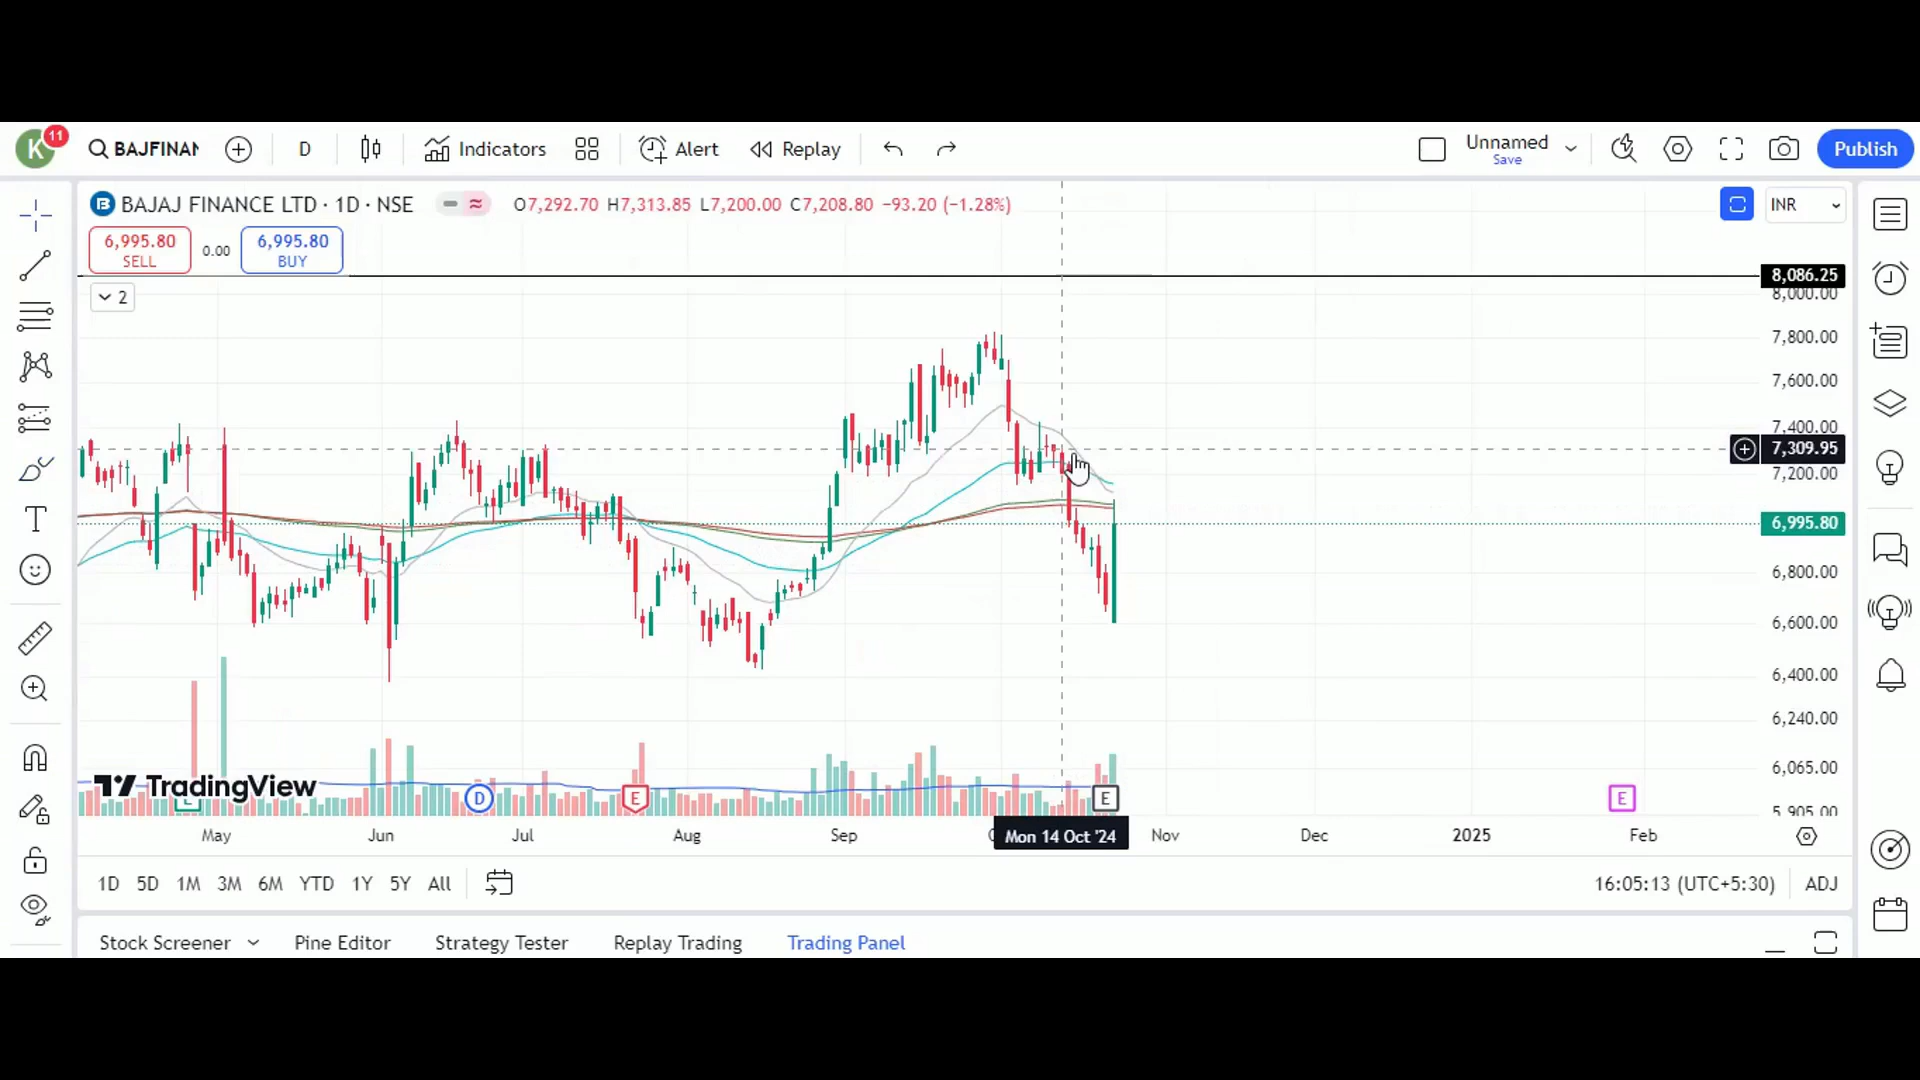 K 11 BAJFINAN D Indicators Alert Replay Unnamed Save Publish
BAJAJ FINANCE LTD · 1D · NSE O7,292.70 H7,313.85 L7,200.00 C7,208.80 −93.20 (−1.28%) INR
6,995.80 SELL 0.00 6,995.80 BUY
2
8,086.25
8,000.00
7,800.00
7,600.00
7,400.00
7,309.95
7,200.00
6,995.80
6,800.00
6,600.00
6,400.00
6,240.00
6,065.00
5,905.00
TradingView
E D E E E
May Jun Jul Aug Sep Mon 14 Oct '24 Nov Dec 2025 Feb
1D 5D 1M 3M 6M YTD 1Y 5Y All 16:05:13 (UTC+5:30) ADJ
Stock Screener Pine Editor Strategy Tester Replay Trading Trading Panel